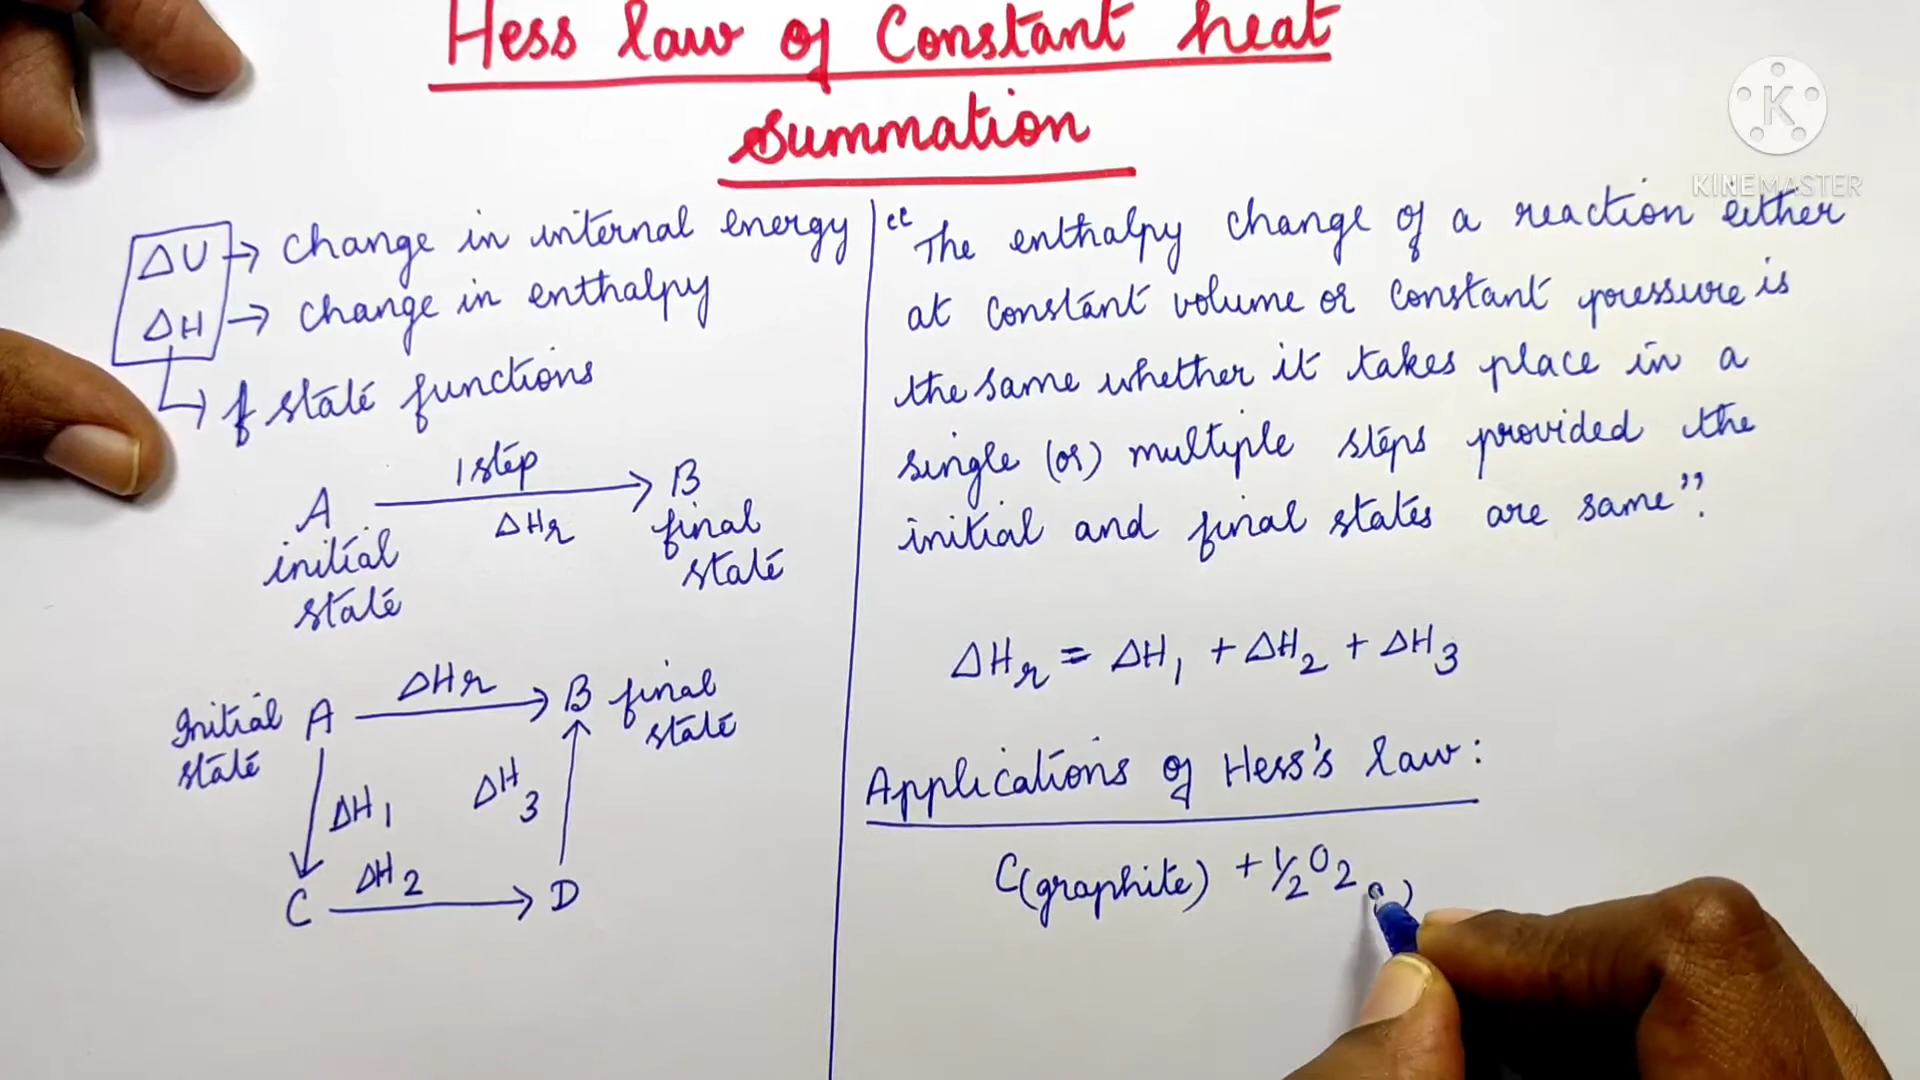 Hess law of Constant heat
Summation
K
KINEMASTER
ΔU → change in internal energy
ΔH → change in enthalpy
f state functions
1 step
A → B
ΔHr
initial state
final state
ΔHr
Initial state A → B final state
ΔH1
ΔH3
ΔH2
C → D
"The enthalpy change of a reaction either
at constant volume or constant pressure is
the same whether it takes place in a
single (or) multiple steps provided the
initial and final states are same".
ΔHr = ΔH1 + ΔH2 + ΔH3
Applications of Hess's law:
C(graphite) + 1/2 O2